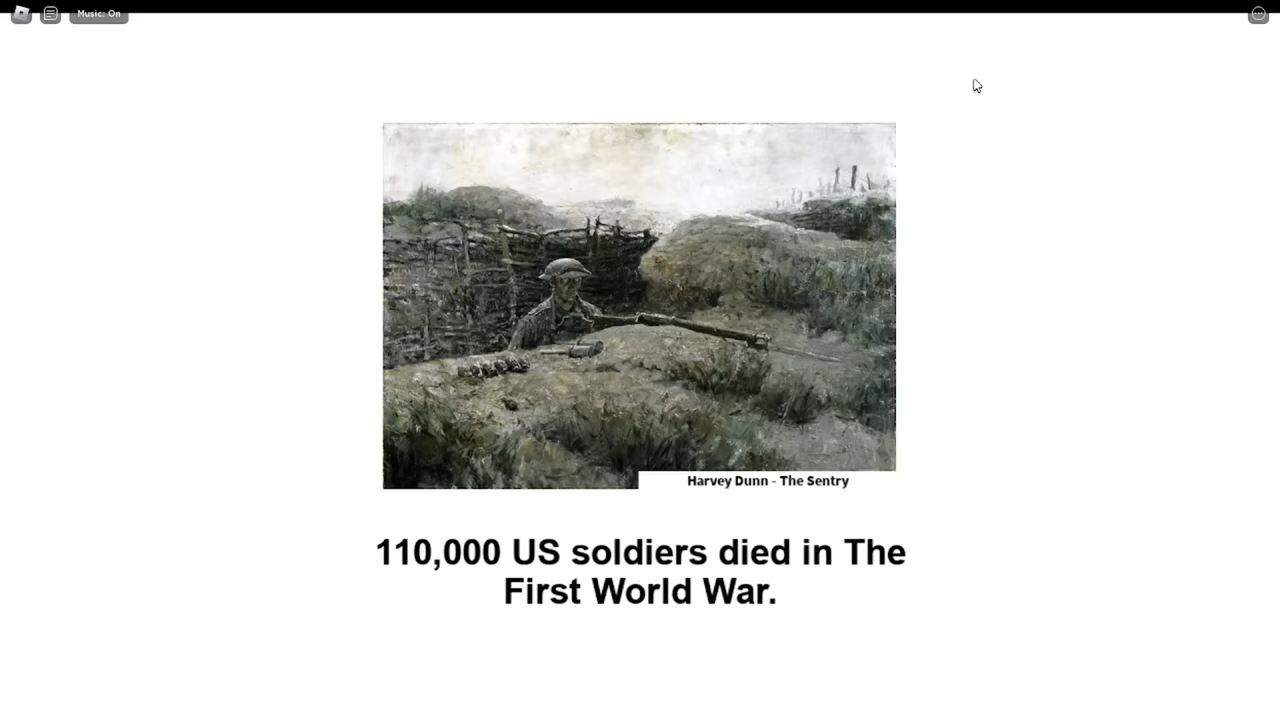 Music: On
Harvey Dunn - The Sentry
110,000 US soldiers died in The
First World War.